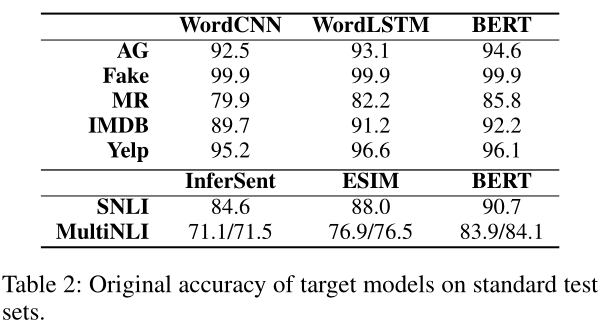 WordCNN WordLSTM BERT
AG 92.5 93.1 94.6
Fake 99.9 99.9 99.9
MR 79.9 82.2 85.8
IMDB 89.7 91.2 92.2
Yelp 95.2 96.6 96.1
InferSent ESIM BERT
SNLI 84.6 88.0 90.7
MultiNLI 71.1/71.5 76.9/76.5 83.9/84.1
Table 2: Original accuracy of target models on standard test
sets.